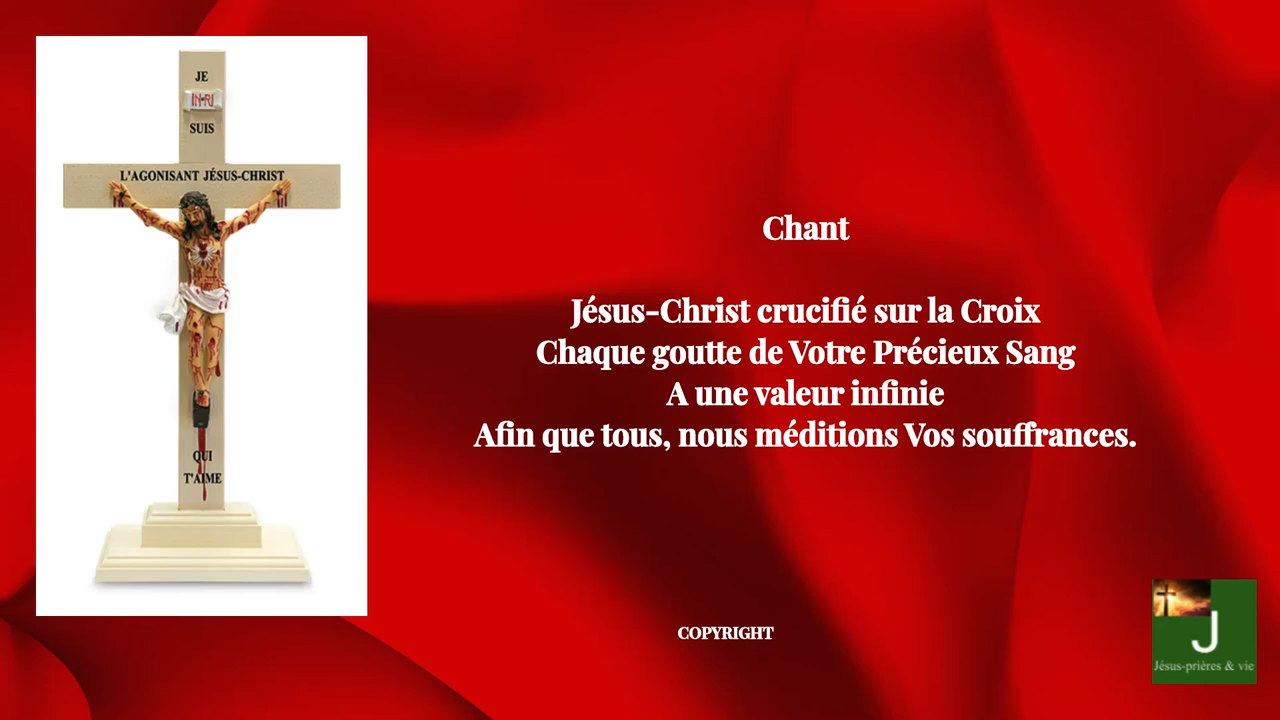 JE
INRI
SUIS
L'AGONISANT JÉSUS-CHRIST
QUI
T'AIME
Chant
Jésus-Christ crucifié sur la Croix
Chaque goutte de Votre Précieux Sang
A une valeur infinie
Afin que tous, nous méditions Vos souffrances.
COPYRIGHT
J
Jésus-prières & vie